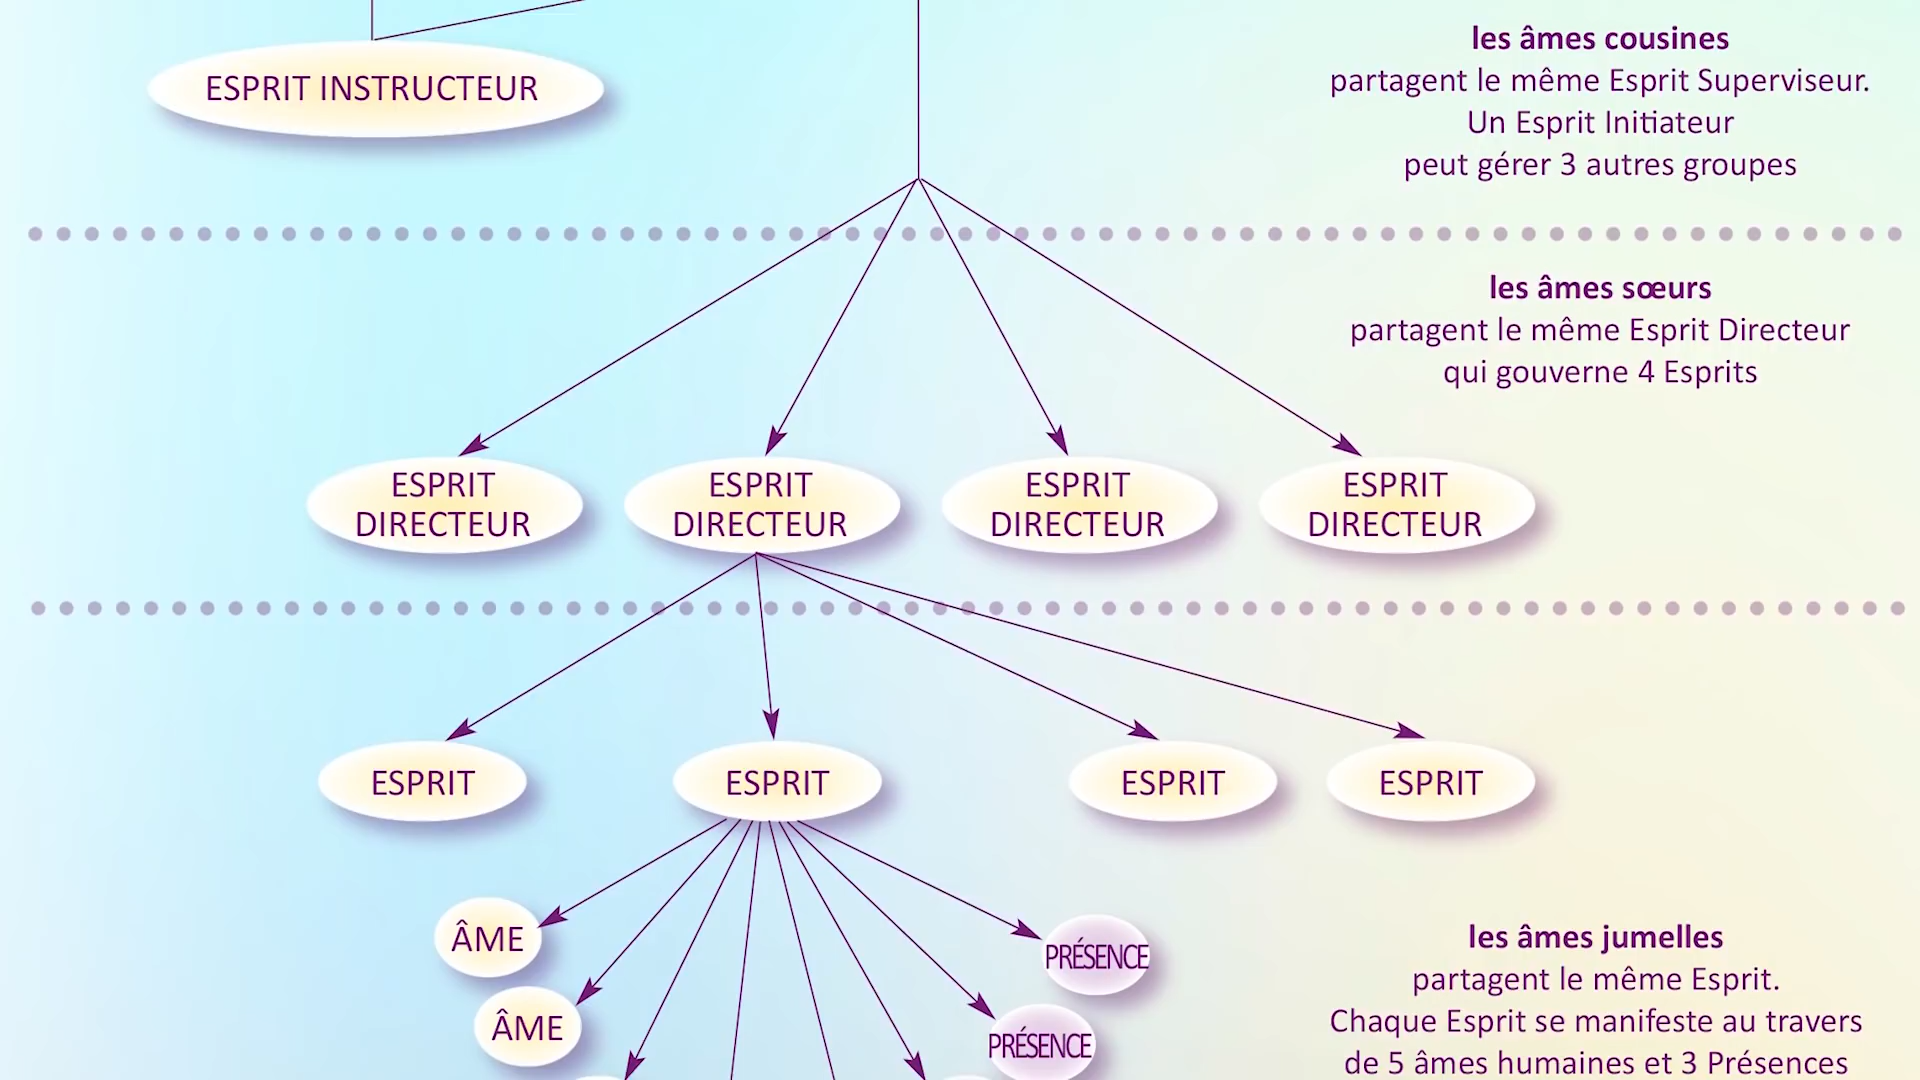 ESPRIT INSTRUCTEUR
les âmes cousines
partagent le même Esprit Superviseur.
Un Esprit Initiateur
peut gérer 3 autres groupes
les âmes sœurs
partagent le même Esprit Directeur
qui gouverne 4 Esprits
ESPRIT
DIRECTEUR
ESPRIT
DIRECTEUR
ESPRIT
DIRECTEUR
ESPRIT
DIRECTEUR
ESPRIT
ESPRIT
ESPRIT
ESPRIT
ÂME
PRÉSENCE
ÂME
PRÉSENCE
les âmes jumelles
partagent le même Esprit.
Chaque Esprit se manifeste au travers
de 5 âmes humaines et 3 Présences